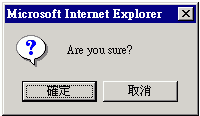 Microsoft Internet Explorer
Are you sure?
確定
取消